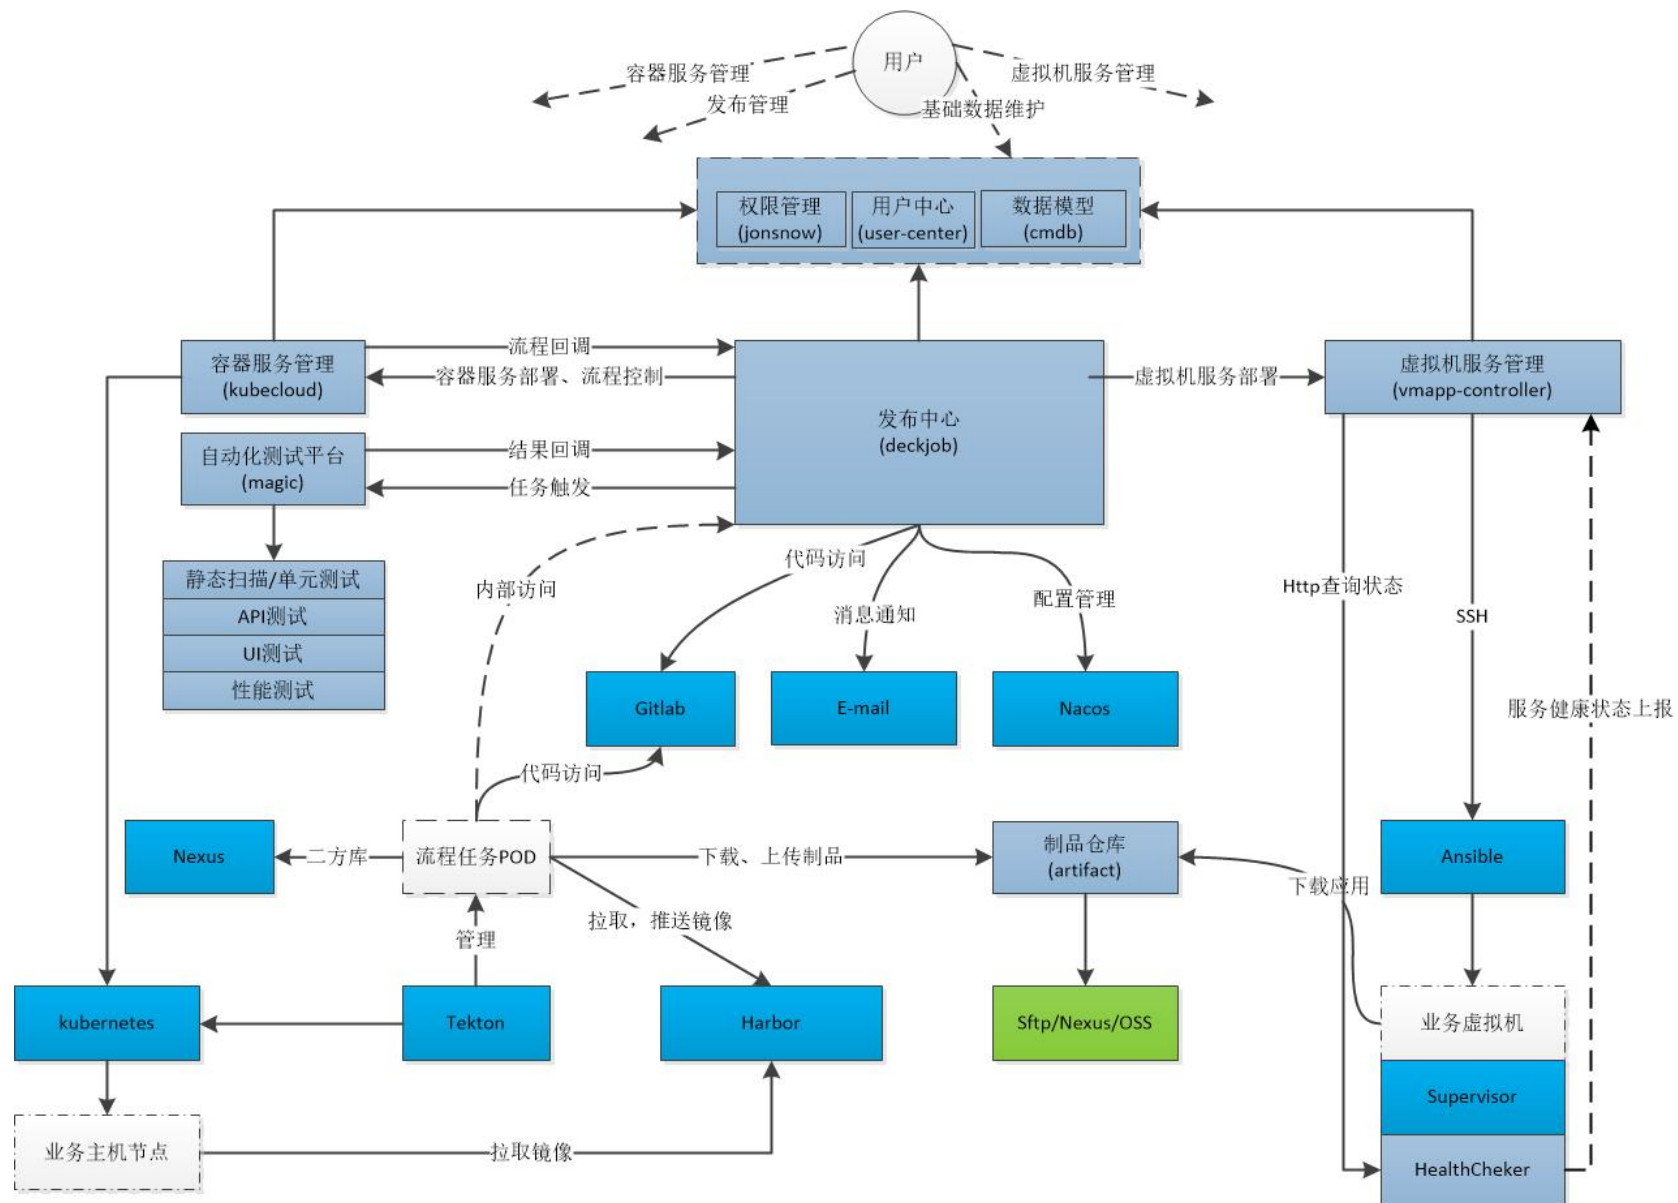 用户
容器服务管理
虚拟机服务管理
发布管理
基础数据维护
权限管理
(jonsnow)
用户中心
(user-center)
数据模型
(cmdb)
容器服务管理
(kubecloud)
流程回调
容器服务部署、流程控制
发布中心
(deckjob)
虚拟机服务部署
虚拟机服务管理
(vmapp-controller)
自动化测试平台
(magic)
结果回调
任务触发
静态扫描/单元测试
API测试
UI测试
性能测试
内部访问
代码访问
消息通知
配置管理
Http查询状态
SSH
服务健康状态上报
Gitlab
E-mail
Nacos
代码访问
Nexus
二方库
流程任务POD
下载、上传制品
制品仓库
(artifact)
下载应用
Ansible
拉取，推送镜像
管理
kubernetes
Tekton
Harbor
Sftp/Nexus/OSS
业务虚拟机
Supervisor
HealthCheker
业务主机节点
拉取镜像